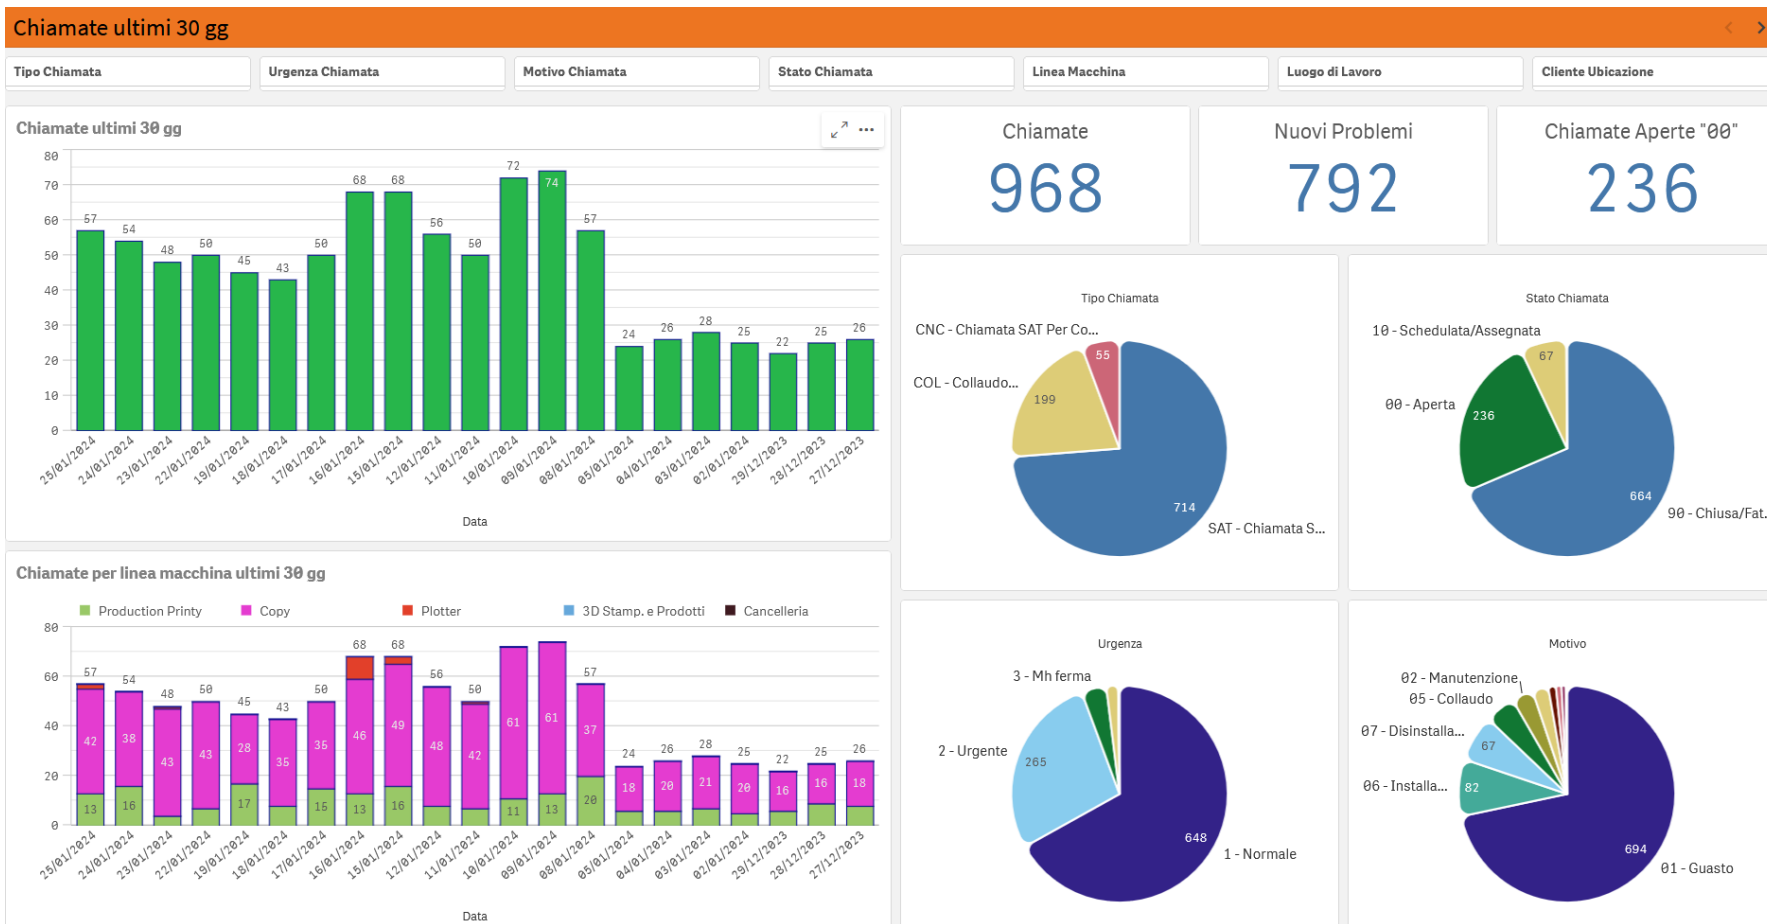 Chiamate ultimi 30 gg
Tipo Chiamata
Urgenza Chiamata
Motivo Chiamata
Stato Chiamata
Linea Macchina
Luogo di Lavoro
Cliente Ubicazione
Chiamate ultimi 30 gg
80
70
60
50
40
30
20
10
0
57 54 48 50 45 43 50 68 68 56 50 72 74 57 24 26 28 25 22 25 26
25/01/2024 24/01/2024 23/01/2024 22/01/2024 19/01/2024 18/01/2024 17/01/2024 16/01/2024 15/01/2024 12/01/2024 11/01/2024 10/01/2024 09/01/2024 08/01/2024 05/01/2024 04/01/2024 03/01/2024 02/01/2024 29/12/2023 28/12/2023 27/12/2023
Data
Chiamate
968
Nuovi Problemi
792
Chiamate Aperte "00"
236
Tipo Chiamata
CNC - Chiamata SAT Per Co...
55
COL - Collaudo...
199
714
SAT - Chiamata S...
Stato Chiamata
10 - Schedulata/Assegnata
67
00 - Aperta
236
664
90 - Chiusa/Fat.
Chiamate per linea macchina ultimi 30 gg
Production Printy
Copy
Plotter
3D Stamp. e Prodotti
Cancelleria
80
60
40
20
0
57 54 48 50 45 43 50 68 68 56 50 57 24 26 28 25 22 25 26
42 38 43 43 28 35 35 46 49 48 42 61 61 37 18 20 21 20 16 16 18
13 16 17 15 13 16 11 13 20
25/01/2024 24/01/2024 23/01/2024 22/01/2024 19/01/2024 18/01/2024 17/01/2024 16/01/2024 15/01/2024 12/01/2024 11/01/2024 10/01/2024 09/01/2024 08/01/2024 05/01/2024 04/01/2024 03/01/2024 02/01/2024 29/12/2023 28/12/2023 27/12/2023
Data
Urgenza
3 - Mh ferma
2 - Urgente
265
648
1 - Normale
Motivo
02 - Manutenzione
05 - Collaudo
07 - Disinstalla...
67
06 - Installa...
82
694
01 - Guasto